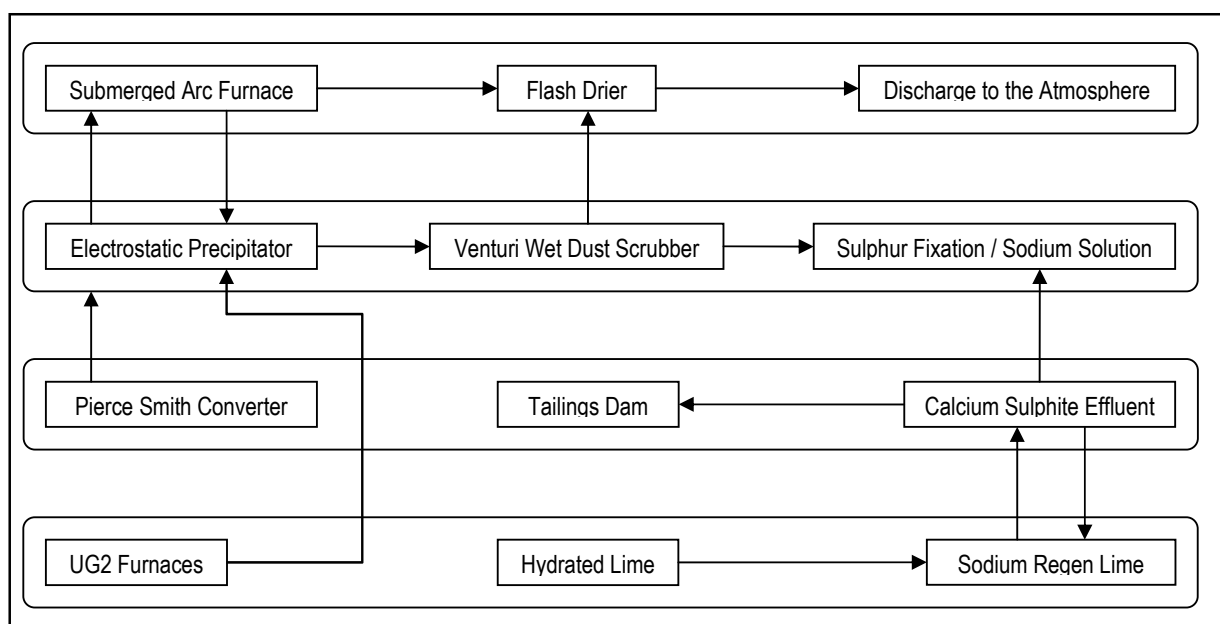 Submerged Arc Furnace
Flash Drier
Discharge to the Atmosphere
Electrostatic Precipitator
Venturi Wet Dust Scrubber
Sulphur Fixation / Sodium Solution
Pierce Smith Converter
Tailings Dam
Calcium Sulphite Effluent
UG2 Furnaces
Hydrated Lime
Sodium Regen Lime